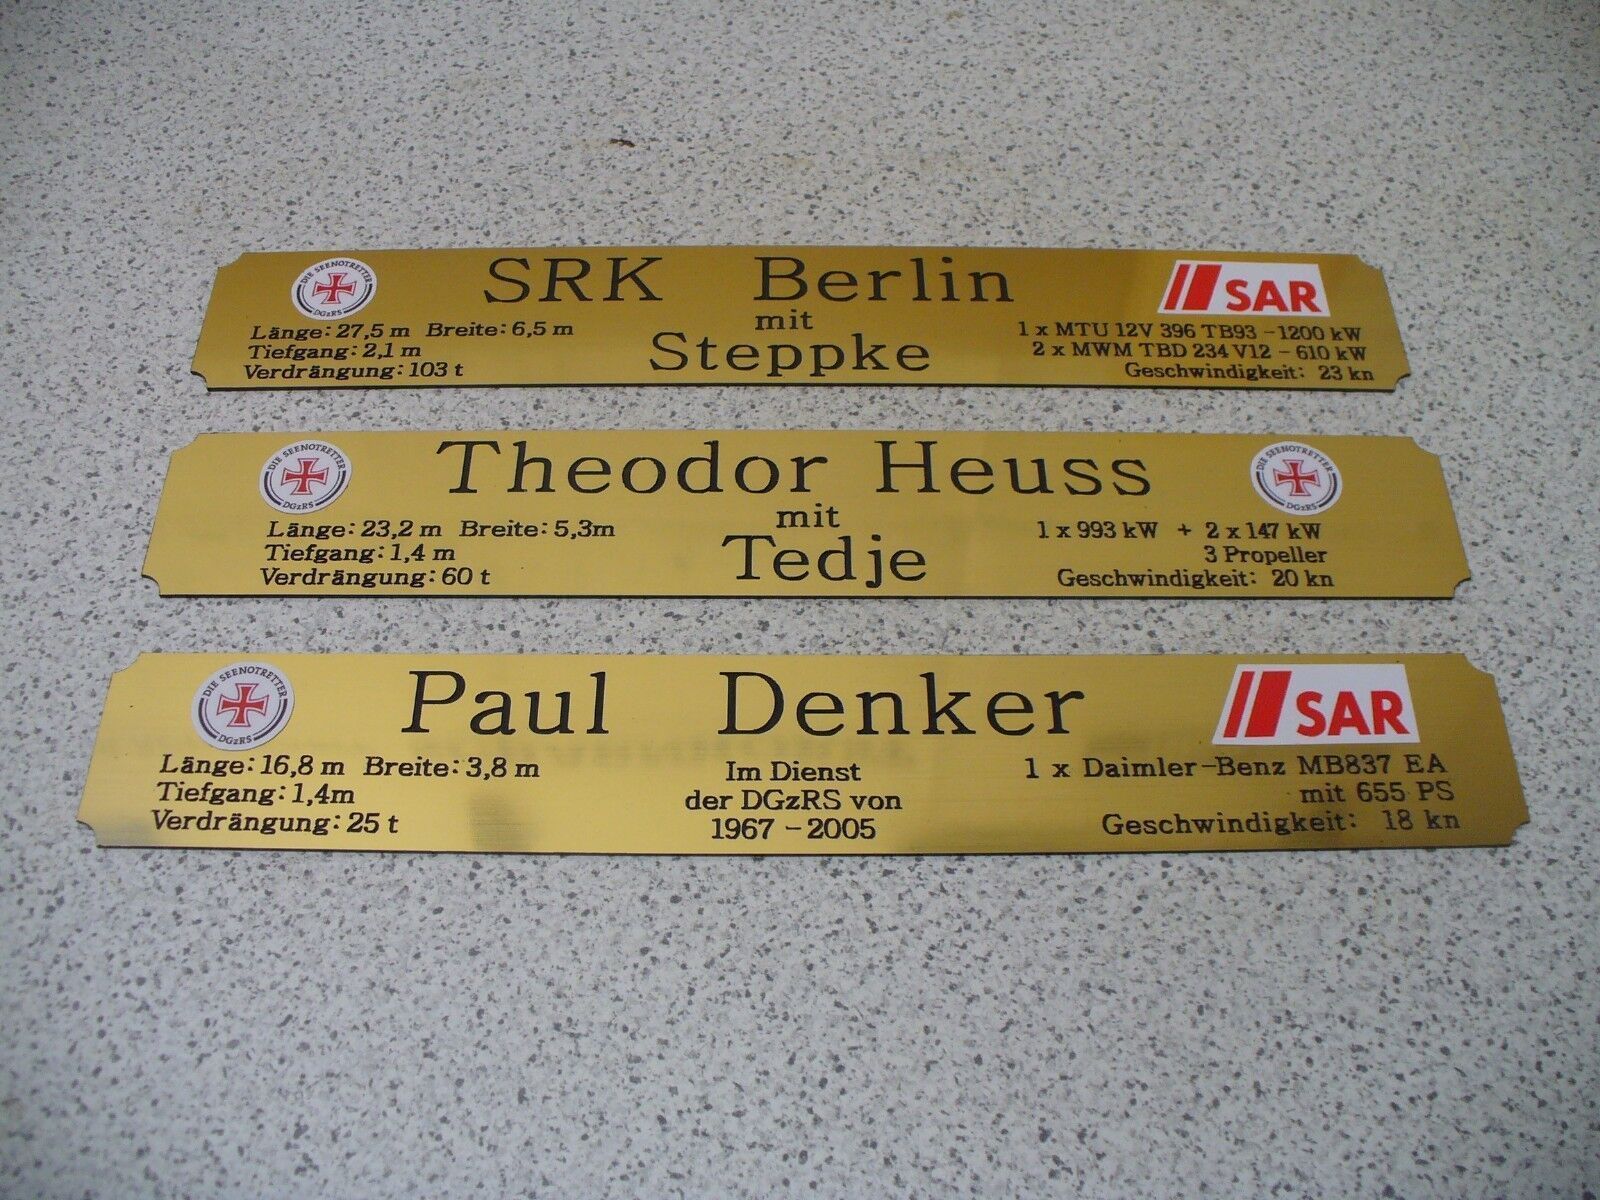 DIE SEENOTRETTER
DGzRS
SRK Berlin
mit
Steppke
SAR
Länge: 27,5 m Breite: 6,5 m
Tiefgang: 2,1 m
Verdrängung: 103 t
1 x MTU 12V 396 TB93 - 1200 kW
2 x MWM TBD 234 V12 - 610 kW
Geschwindigkeit: 23 kn
DIE SEENOTRETTER
DGzRS
Theodor Heuss
mit
Tedje
DIE SEENOTRETTER
DGzRS
Länge: 23,2 m Breite: 5,3m
Tiefgang: 1,4 m
Verdrängung: 60 t
1 x 993 kW + 2 x 147 kW
3 Propeller
Geschwindigkeit: 20 kn
DIE SEENOTRETTER
DGzRS
Paul Denker
SAR
Länge: 16,8 m Breite: 3,8 m
Tiefgang: 1,4m
Verdrängung: 25 t
Im Dienst
der DGzRS von
1967 - 2005
1 x Daimler-Benz MB837 EA
mit 655 PS
Geschwindigkeit: 18 kn